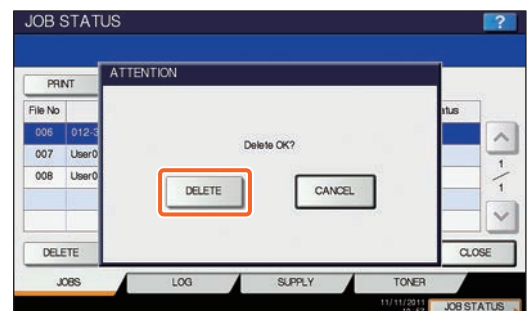 JOB STATUS ?
ATTENTION
PRINT
File No
006 012-3
007 User0
008 User0
Delete OK?
DELETE CANCEL
1
1
DELETE CLOSE
JOBS LOG SUPPLY TONER
11/11/2011
JOB STATUS